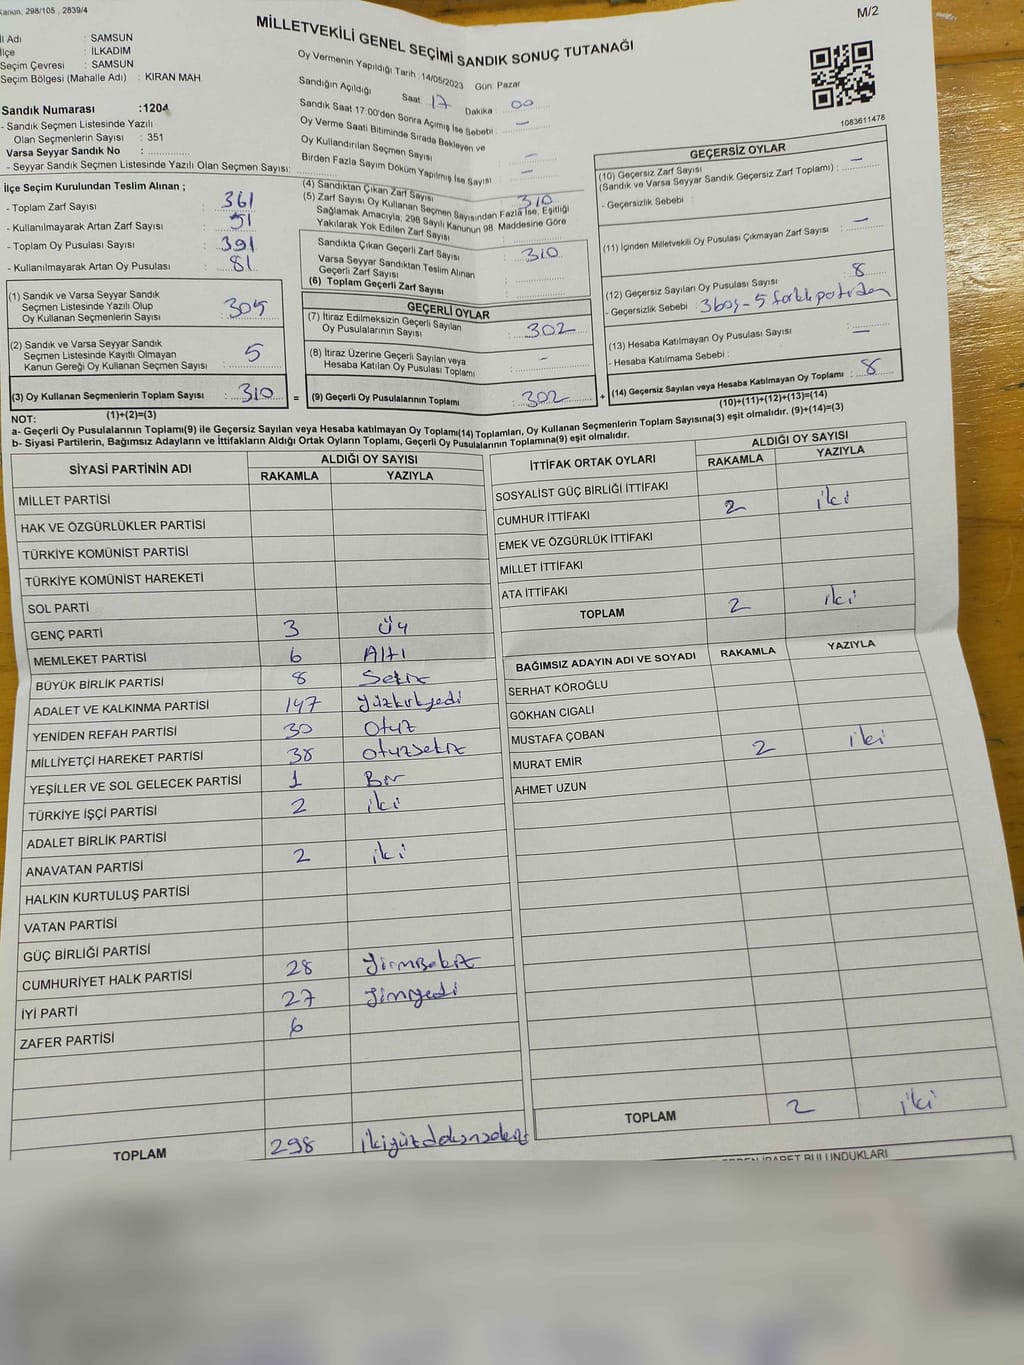 Kanun: 298/105 , 2839/4
M/2
MİLLETVEKİLİ GENEL SEÇİMİ SANDIK SONUÇ TUTANAĞI
İl Adı : SAMSUN
İlçe : İLKADIM
Seçim Çevresi : SAMSUN
Seçim Bölgesi (Mahalle Adı) : KIRAN MAH.
Sandık Numarası :1204
- Sandık Seçmen Listesinde Yazılı
Olan Seçmenlerin Sayısı : 351
Varsa Seyyar Sandık No :
- Seyyar Sandık Seçmen Listesinde Yazılı Olan Seçmen Sayısı:
Oy Vermenin Yapıldığı Tarih : 14/05/2023 Gün: Pazar
Sandığın Açıldığı Saat : 17 Dakika : 00
Sandık Saat 17:00'den Sonra Açımış İse Sebebi : —
Oy Verme Saati Bitiminde Sırada Bekleyen ve
Oy Kullandırılan Seçmen Sayısı : —
Birden Fazla Sayım Döküm Yapılmış İse Sayısı : —
1083611478
İlçe Seçim Kurulundan Teslim Alınan ;
- Toplam Zarf Sayısı : 361
- Kullanılmayarak Artan Zarf Sayısı : 51
- Toplam Oy Pusulası Sayısı : 391
- Kullanılmayarak Artan Oy Pusulası : 81
(1) Sandık ve Varsa Seyyar Sandık
Seçmen Listesinde Yazılı Olup
Oy Kullanan Seçmenlerin Sayısı : 305
(2) Sandık ve Varsa Seyyar Sandık
Seçmen Listesinde Kayıtlı Olmayan
Kanun Gereği Oy Kullanan Seçmen Sayısı : 5
(3) Oy Kullanan Seçmenlerin Toplam Sayısı : 310
(1)+(2)=(3)
(4) Sandıktan Çıkan Zarf Sayısı : 310
(5) Zarf Sayısı Oy Kullanan Seçmen Sayısından Fazla İse, Eşitliği
Sağlamak Amacıyla; 298 Sayılı Kanunun 98. Maddesine Göre
Yakılarak Yok Edilen Zarf Sayısı :
Sandıkta Çıkan Geçerli Zarf Sayısı : 310
Varsa Seyyar Sandıktan Teslim Alınan
Geçerli Zarf Sayısı :
(6) Toplam Geçerli Zarf Sayısı :
GEÇERLİ OYLAR
(7) İtiraz Edilmeksizin Geçerli Sayılan
Oy Pusulalarının Sayısı : 302
(8) İtiraz Üzerine Geçerli Sayılan veya
Hesaba Katılan Oy Pusulası Toplamı : -
= (9) Geçerli Oy Pusulalarının Toplamı : 302
GEÇERSİZ OYLAR
(10) Geçersiz Zarf Sayısı
(Sandık ve Varsa Seyyar Sandık Geçersiz Zarf Toplamı) : —
- Geçersizlik Sebebi :
(11) İçinden Milletvekili Oy Pusulası Çıkmayan Zarf Sayısı : —
(12) Geçersiz Sayılan Oy Pusulası Sayısı : 8
- Geçersizlik Sebebi : 3 boş - 5 farklı partiden
(13) Hesaba Katılmayan Oy Pusulası Sayısı : —
- Hesaba Katılmama Sebebi :
+ (14) Geçersiz Sayılan veya Hesaba Katılmayan Oy Toplamı : 8
(10)+(11)+(12)+(13)=(14)
NOT:
a- Geçerli Oy Pusulasının Toplamı(9) ile Geçersiz Sayılan veya Hesaba katılmayan Oy Toplamı(14) Toplamları, Oy Kullanan Seçmenlerin Toplam Sayısına(3) eşit olmalıdır. (9)+(14)=(3)
b- Siyasi Partilerin, Bağımsız Adayların ve İttifakların Aldığı Ortak Oyların Toplamı, Geçerli Oy Pusulalarının Toplamına(9) eşit olmalıdır.
SİYASİ PARTİNİN ADI ALDIĞI OY SAYISI
RAKAMLA YAZIYLA
MİLLET PARTİSİ
HAK VE ÖZGÜRLÜKLER PARTİSİ
TÜRKİYE KOMÜNİST PARTİSİ
TÜRKİYE KOMÜNİST HAREKETİ
SOL PARTİ
GENÇ PARTİ 3 üç
MEMLEKET PARTİSİ 6 Altı
BÜYÜK BİRLİK PARTİSİ 8 Sekiz
ADALET VE KALKINMA PARTİSİ 147 yüzkırkyedi
YENİDEN REFAH PARTİSİ 30 Otuz
MİLLİYETÇİ HAREKET PARTİSİ 38 otuzsekiz
YEŞİLLER VE SOL GELECEK PARTİSİ 1 Bir
TÜRKİYE İŞÇİ PARTİSİ 2 iki
ADALET BİRLİK PARTİSİ
ANAVATAN PARTİSİ 2 iki
HALKIN KURTULUŞ PARTİSİ
VATAN PARTİSİ
GÜÇ BİRLİĞİ PARTİSİ
CUMHURİYET HALK PARTİSİ 28 yirmisekiz
İYİ PARTİ 27 yirmiyedi
ZAFER PARTİSİ 6
TOPLAM 298 ikiyüzdoksansekiz
İTTİFAK ORTAK OYLARI ALDIĞI OY SAYISI
RAKAMLA YAZIYLA
SOSYALİST GÜÇ BİRLİĞİ İTTİFAKI
CUMHUR İTTİFAKI 2 iki
EMEK VE ÖZGÜRLÜK İTTİFAKI
MİLLET İTTİFAKI
ATA İTTİFAKI
TOPLAM 2 iki
BAĞIMSIZ ADAYIN ADI VE SOYADI RAKAMLA YAZIYLA
SERHAT KÖROĞLU
GÖKHAN CIGALI
MUSTAFA ÇOBAN
MURAT EMİR 2 iki
AHMET UZUN
TOPLAM 2 iki